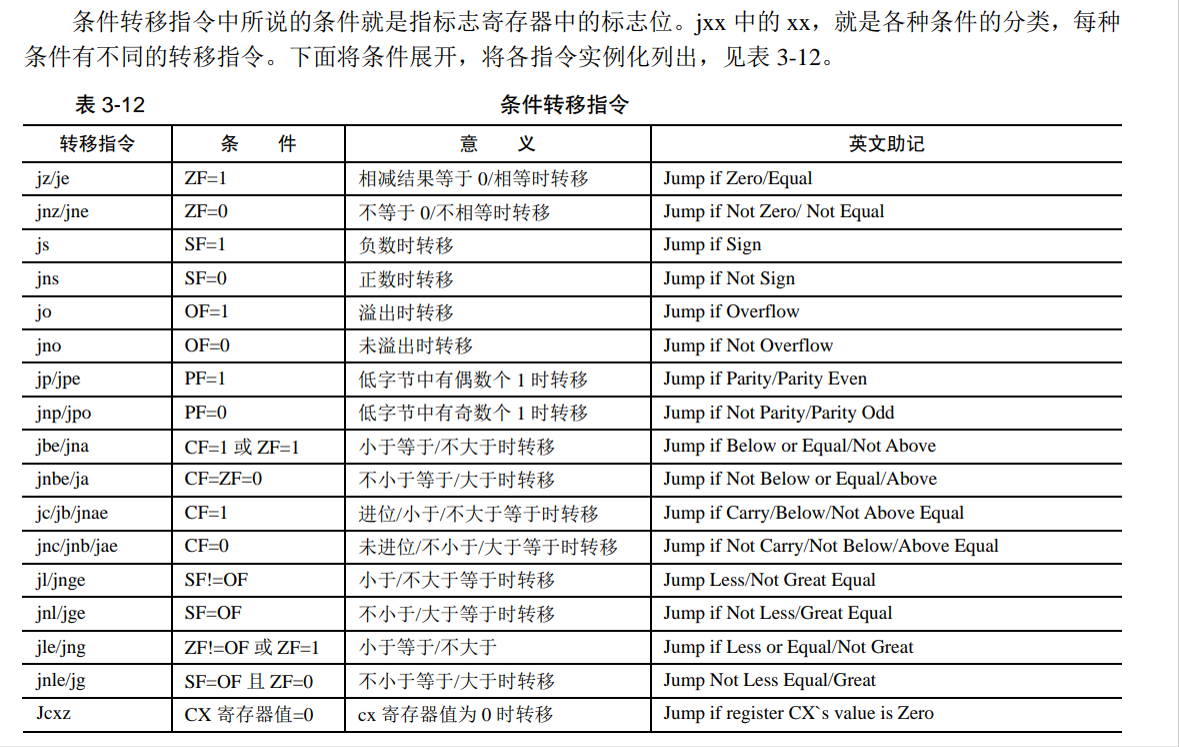 条件转移指令中所说的条件就是指标志寄存器中的标志位。jxx 中的 xx，就是各种条件的分类，每种
条件有不同的转移指令。下面将条件展开，将各指令实例化列出，见表 3-12。
表 3-12 条件转移指令
转移指令 条 件 意 义 英文助记
jz/je ZF=1 相减结果等于 0/相等时转移 Jump if Zero/Equal
jnz/jne ZF=0 不等于 0/不相等时转移 Jump if Not Zero/ Not Equal
js SF=1 负数时转移 Jump if Sign
jns SF=0 正数时转移 Jump if Not Sign
jo OF=1 溢出时转移 Jump if Overflow
jno OF=0 未溢出时转移 Jump if Not Overflow
jp/jpe PF=1 低字节中有偶数个 1 时转移 Jump if Parity/Parity Even
jnp/jpo PF=0 低字节中有奇数个 1 时转移 Jump if Not Parity/Parity Odd
jbe/jna CF=1 或 ZF=1 小于等于/不大于时转移 Jump if Below or Equal/Not Above
jnbe/ja CF=ZF=0 不小于等于/大于时转移 Jump if Not Below or Equal/Above
jc/jb/jnae CF=1 进位/小于/不大于等于时转移 Jump if Carry/Below/Not Above Equal
jnc/jnb/jae CF=0 未进位/不小于/大于等于时转移 Jump if Not Carry/Not Below/Above Equal
jl/jnge SF!=OF 小于/不大于等于时转移 Jump Less/Not Great Equal
jnl/jge SF=OF 不小于/大于等于时转移 Jump if Not Less/Great Equal
jle/jng ZF!=OF 或 ZF=1 小于等于/不大于 Jump if Less or Equal/Not Great
jnle/jg SF=OF 且 ZF=0 不小于等于/大于时转移 Jump Not Less Equal/Great
Jcxz CX 寄存器值=0 cx 寄存器值为 0 时转移 Jump if register CX`s value is Zero